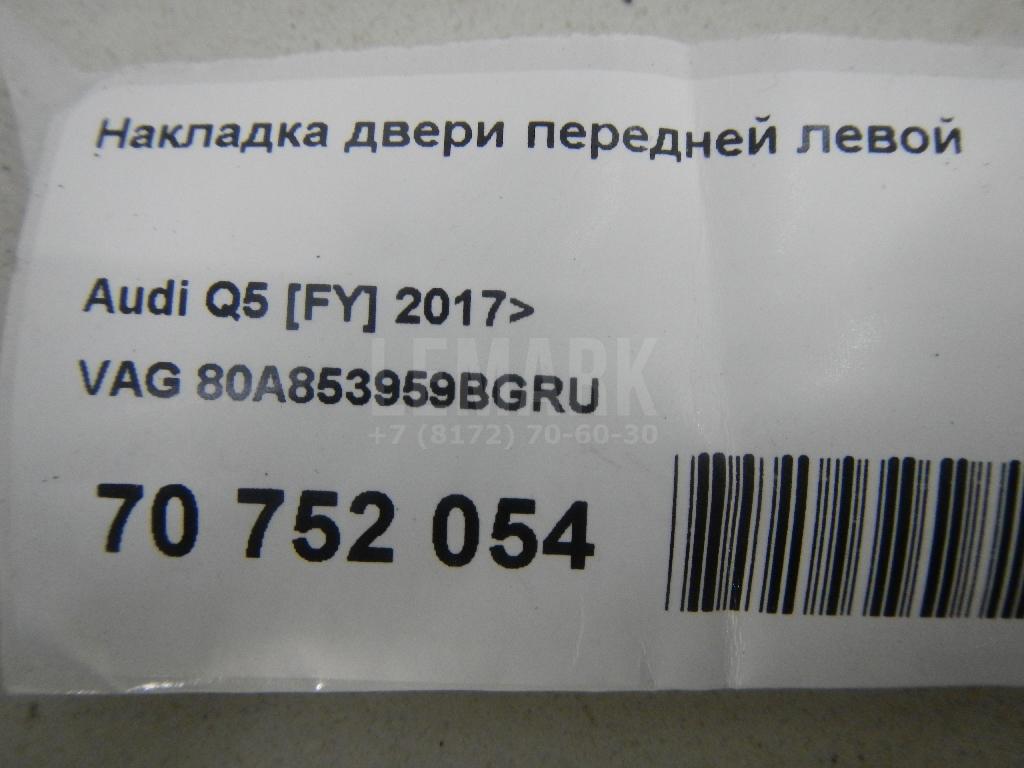 Накладка двери передней левой
Audi Q5 [FY] 2017>
VAG 80A853959BGRU
LEMARK
+7 (8172) 70-60-30
70 752 054